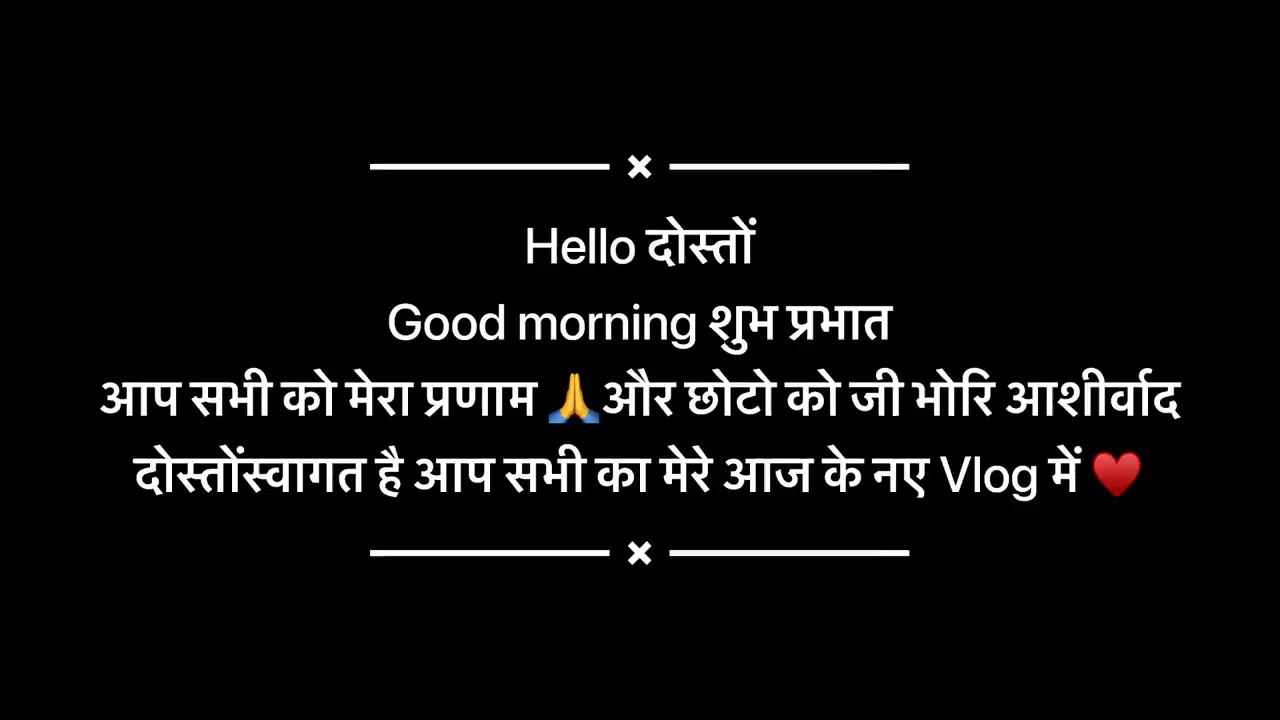 Hello दोस्तों
Good morning शुभ प्रभात
आप सभी को मेरा प्रणाम 🙏और छोटो को जी भोरि आशीर्वाद
दोस्तोंस्वागत है आप सभी का मेरे आज के नए Vlog में ♥️